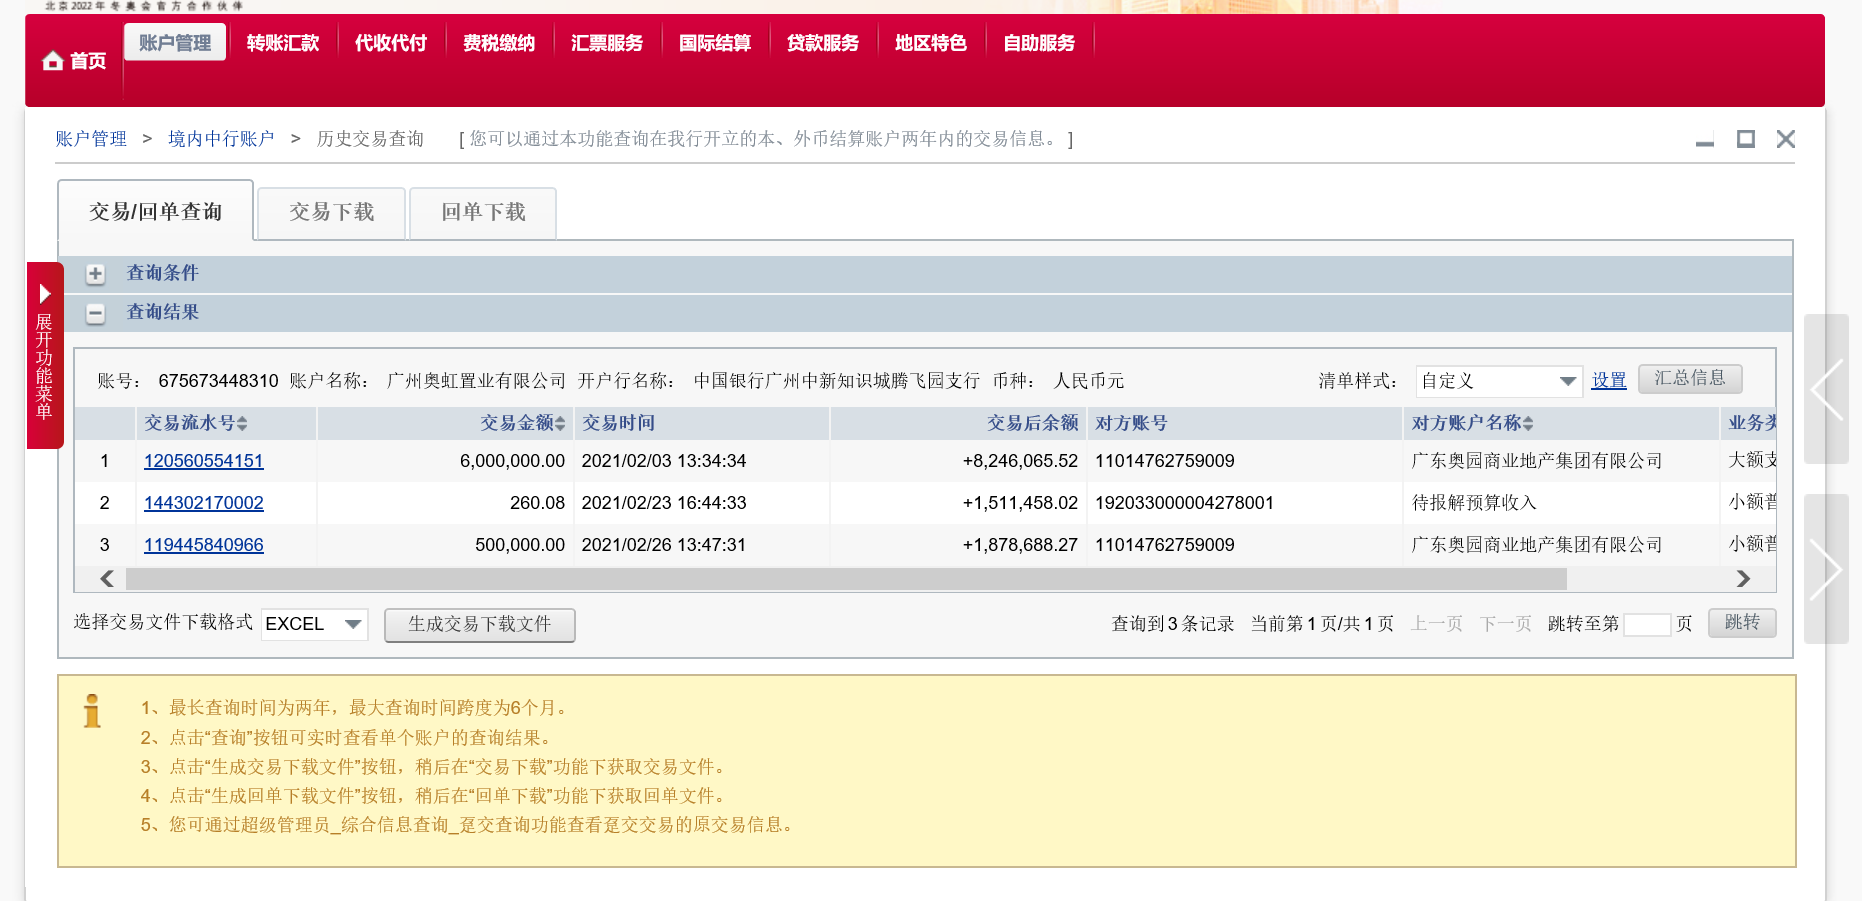 北京2022年冬奥会官方合作伙伴
首页 账户管理 转账汇款 代收代付 费税缴纳 汇票服务 国际结算 贷款服务 地区特色 自助服务
账户管理 > 境内中行账户 > 历史交易查询 [ 您可以通过本功能查询在我行开立的本、外币结算账户两年内的交易信息。 ]
交易/回单查询 交易下载 回单下载
查询条件
查询结果
展开功能菜单
账号： 675673448310 账户名称： 广州奥虹置业有限公司 开户行名称： 中国银行广州中新知识城腾飞园支行 币种： 人民币元 清单样式： 自定义 设置 汇总信息
交易流水号 交易金额 交易时间 交易后余额 对方账号 对方账户名称 业务类
1 120560554151 6,000,000.00 2021/02/03 13:34:34 +8,246,065.52 11014762759009 广东奥园商业地产集团有限公司 大额支
2 144302170002 260.08 2021/02/23 16:44:33 +1,511,458.02 192033000004278001 待报解预算收入 小额普
3 119445840966 500,000.00 2021/02/26 13:47:31 +1,878,688.27 11014762759009 广东奥园商业地产集团有限公司 小额普
选择交易文件下载格式 EXCEL 生成交易下载文件 查询到 3 条记录 当前第 1 页/共 1 页 上一页 下一页 跳转至第 页 跳转
1、最长查询时间为两年，最大查询时间跨度为6个月。
2、点击“查询”按钮可实时查看单个账户的查询结果。
3、点击“生成交易下载文件”按钮，稍后在“交易下载”功能下获取交易文件。
4、点击“生成回单下载文件”按钮，稍后在“回单下载”功能下获取回单文件。
5、您可通过超级管理员_综合信息查询_趸交查询功能查看趸交交易的原交易信息。